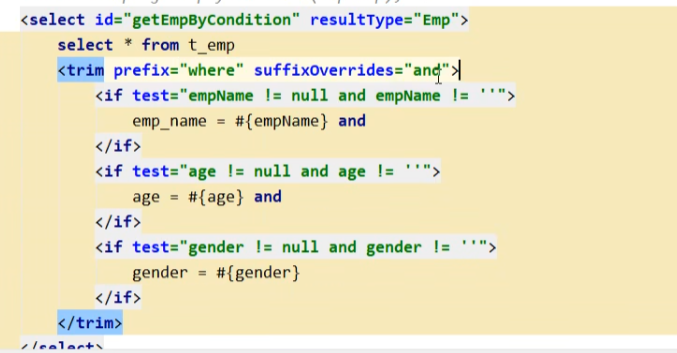 <select id="getEmpByCondition" resultType="Emp">
    select * from t_emp
    <trim prefix="where" suffixOverrides="and">
        <if test="empName != null and empName != ''">
            emp_name = #{empName} and
        </if>
        <if test="age != null and age != ''">
            age = #{age} and
        </if>
        <if test="gender != null and gender != ''">
            gender = #{gender}
        </if>
    </trim>
</select>